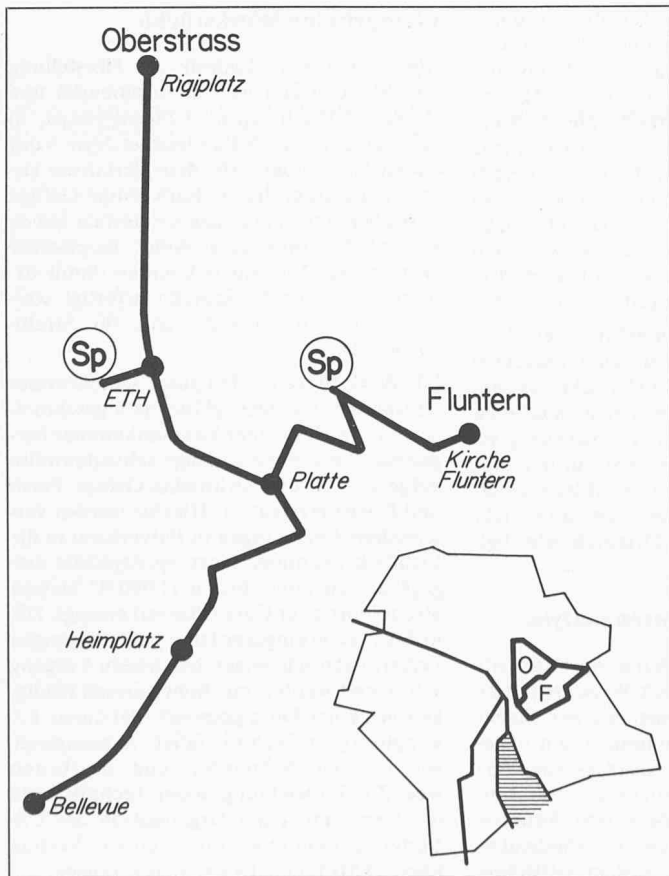 Oberstrass
Rigiplatz
Sp
ETH
Sp
Fluntern
Kirche
Fluntern
Platte
Heimplatz
Bellevue
O
F